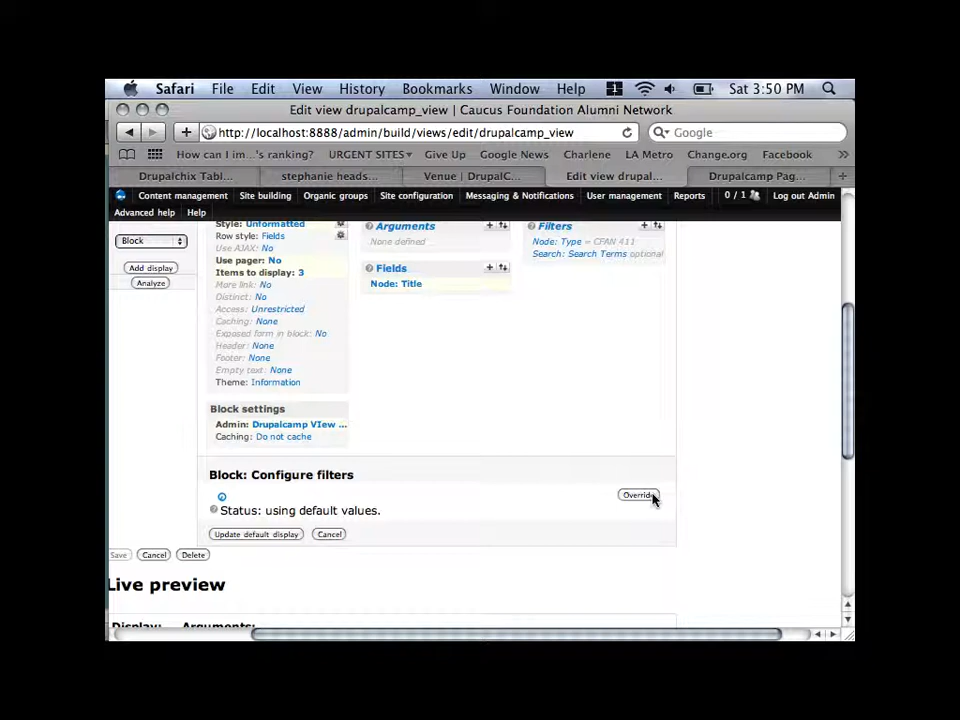 Safari File Edit View History Bookmarks Window Help Sat 3:50 PM
Edit view drupalcamp_view | Caucus Foundation Alumni Network
http://localhost:8888/admin/build/views/edit/drupalcamp_view
Google
How can I im...'s ranking? URGENT SITES Give Up Google News Charlene LA Metro Change.org Facebook
Drupalchix Tabl... stephanie heads... Venue | DrupalC... Edit view drupal... Drupalcamp Pag...
Content management Site building Organic groups Site configuration Messaging & Notifications User management Reports 0 / 1 Log out Admin
Advanced help Help
Block
Add display
Analyze
Style: Unformatted
Row style: Fields
Use AJAX: No
Use pager: No
Items to display: 3
More link: No
Distinct: No
Access: Unrestricted
Caching: None
Exposed form in block: No
Header: None
Footer: None
Empty text: None
Theme: Information
Block settings
Admin: Drupalcamp VIew ...
Caching: Do not cache
Arguments
None defined
Fields
Node: Title
Filters
Node: Type = CFAN 411
Search: Search Terms optional
Block: Configure filters
Override
Status: using default values.
Update default display Cancel
Save Cancel Delete
Live preview
Display: Arguments: